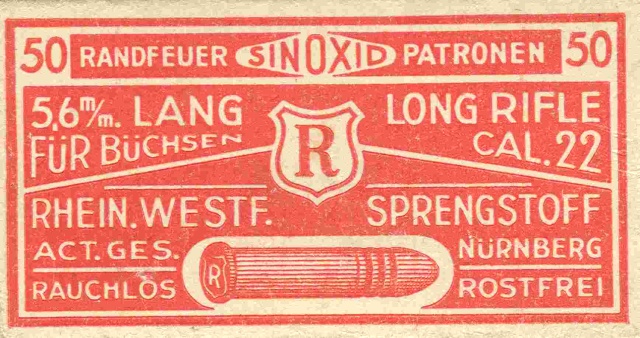 50 RANDFEUER SINOXID PATRONEN 50
5,6 m/m. LANG
FÜR BÜCHSEN
R
LONG RIFLE
CAL. 22
RHEIN. WESTF. SPRENGSTOFF
ACT. GES. NÜRNBERG
R
RAUCHLOS ROSTFREI